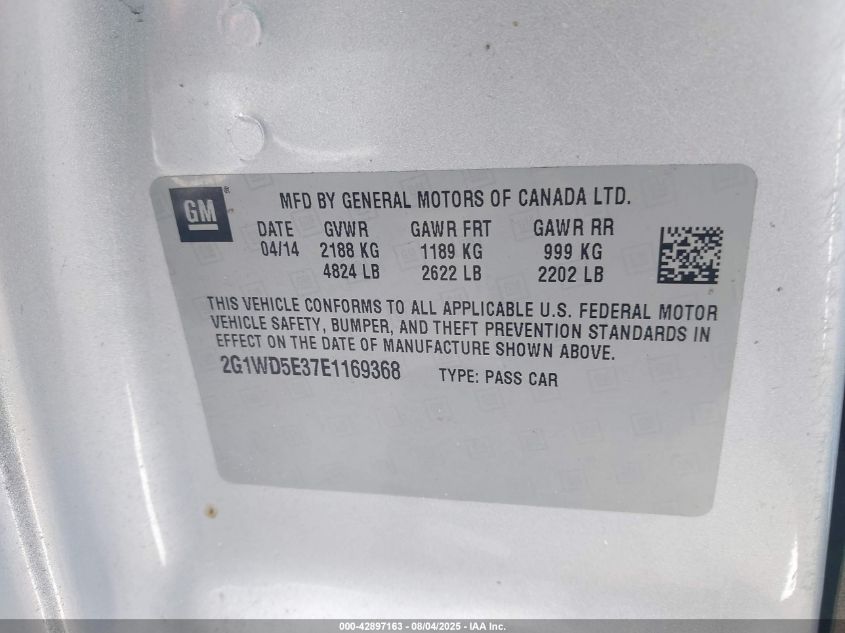 GM®
MFD BY GENERAL MOTORS OF CANADA LTD.
DATE GVWR GAWR FRT GAWR RR
04/14 2188 KG 1189 KG 999 KG
4824 LB 2622 LB 2202 LB
THIS VEHICLE CONFORMS TO ALL APPLICABLE U.S. FEDERAL MOTOR
VEHICLE SAFETY, BUMPER, AND THEFT PREVENTION STANDARDS IN
EFFECT ON THE DATE OF MANUFACTURE SHOWN ABOVE.
2G1WD5E37E1169368 TYPE: PASS CAR
000-42897163 - 08/04/2025 - IAA Inc.